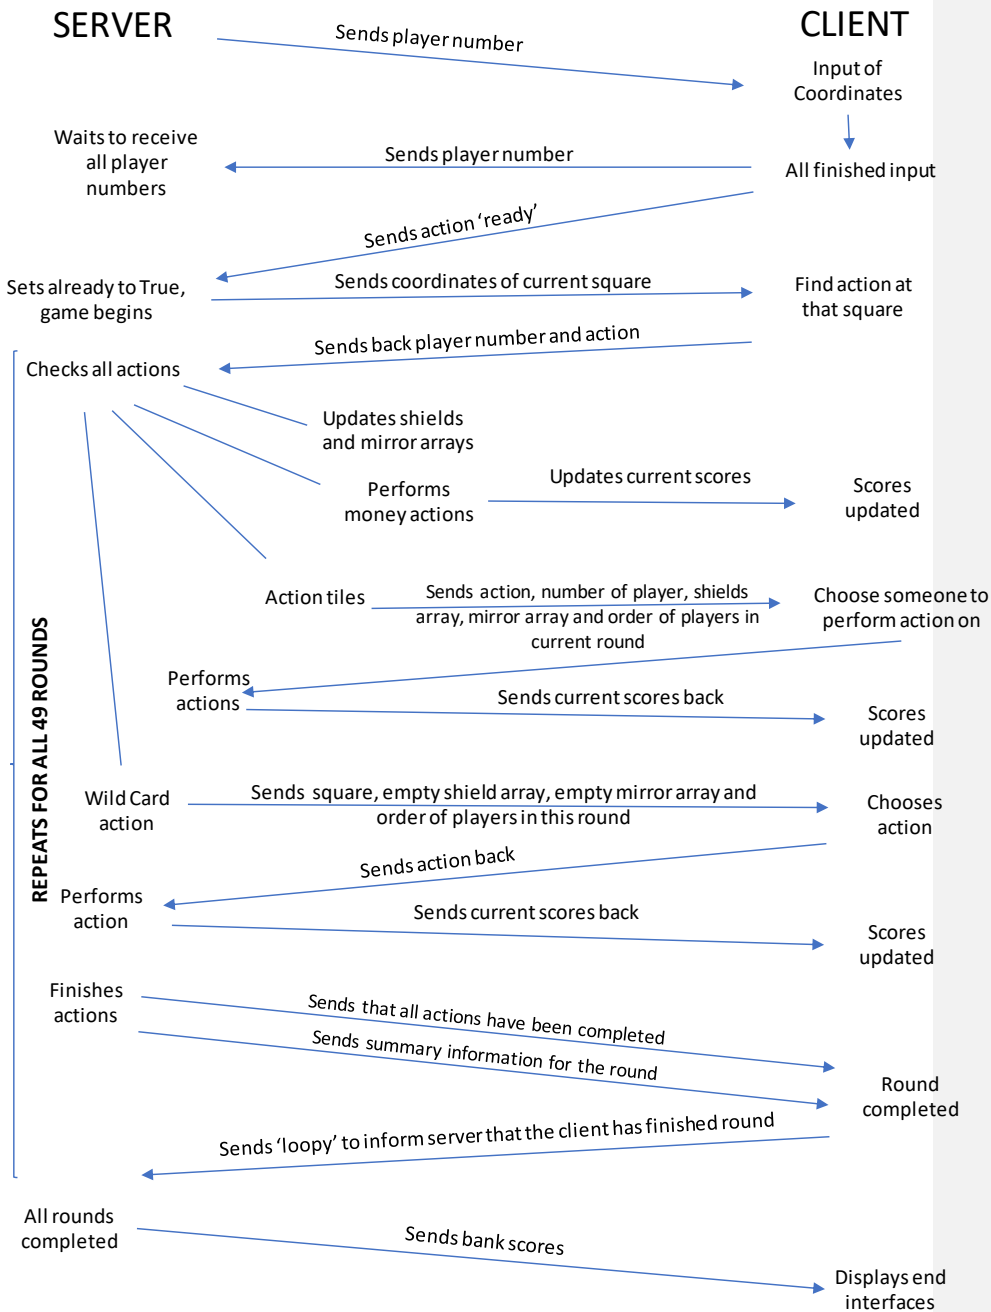 SERVER
CLIENT
Sends player number
Input of
Coordinates
Waits to receive
all player
numbers
Sends player number
All finished input
Sends action ‘ready’
Sets already to True,
game begins
Sends coordinates of current square
Find action at
that square
Sends back player number and action
Checks all actions
Updates shields
and mirror arrays
Performs
money actions
Updates current scores
Scores
updated
Action tiles
Sends action, number of player, shields
array, mirror array and order of players in
current round
Choose someone to
perform action on
REPEATS FOR ALL 49 ROUNDS
Performs
actions
Sends current scores back
Scores
updated
Wild Card
action
Sends square, empty shield array, empty mirror array and
order of players in this round
Chooses
action
Sends action back
Performs
action
Sends current scores back
Scores
updated
Finishes
actions
Sends that all actions have been completed
Sends summary information for the round
Round
completed
Sends ‘loopy’ to inform server that the client has finished round
All rounds
completed
Sends bank scores
Displays end
interfaces